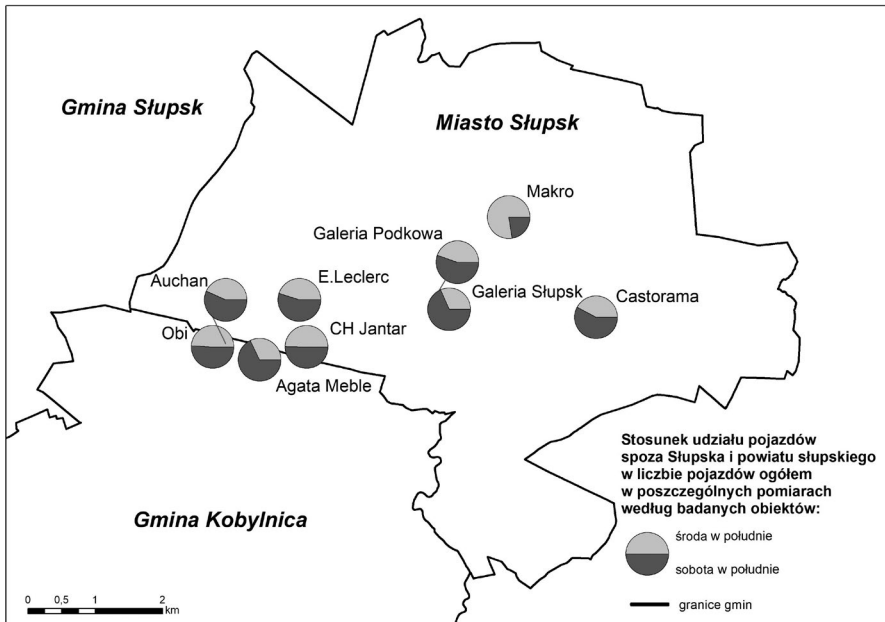 Gmina Słupsk
Miasto Słupsk
Makro
Galeria Podkowa
Auchan
E.Leclerc
Galeria Słupsk
Castorama
Obi
CH Jantar
Agata Meble
Gmina Kobylnica
Stosunek udziału pojazdów
spoza Słupska i powiatu słupskiego
w liczbie pojazdów ogółem
w poszczególnych pomiarach
według badanych obiektów:
środa w południe
sobota w południe
granice gmin
0 0,5 1 2
km